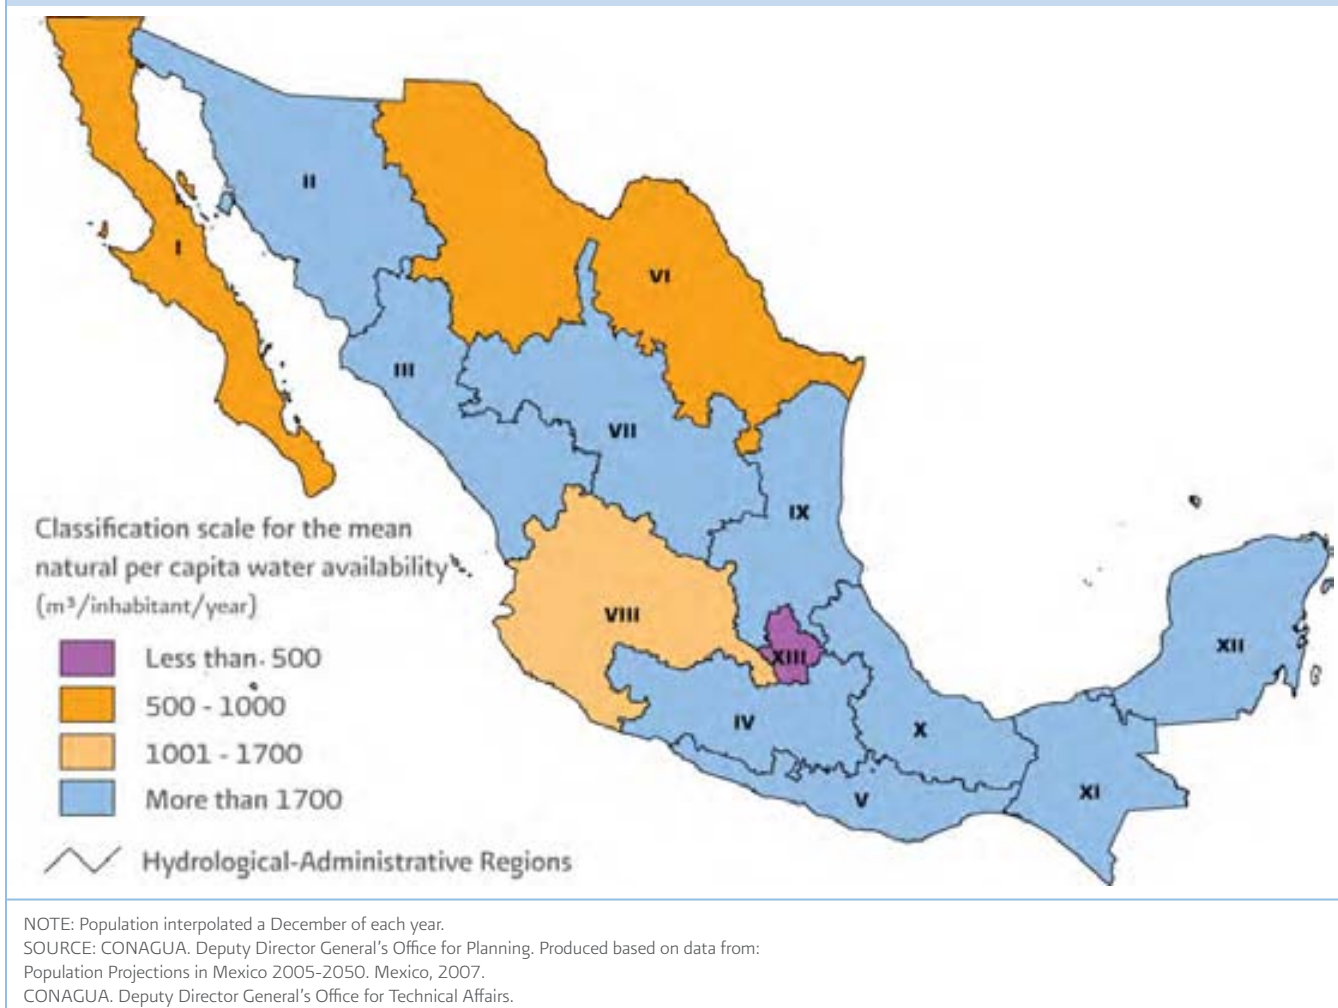 II
I
VI
III
VII
IX
VIII
XII
XIII
IV
X
XI
V
Classification scale for the mean
natural per capita water availability
(m³/inhabitant/year)
Less than 500
500 - 1000
1001 - 1700
More than 1700
Hydrological-Administrative Regions
NOTE: Population interpolated a December of each year.
SOURCE: CONAGUA. Deputy Director General's Office for Planning. Produced based on data from:
Population Projections in Mexico 2005-2050. Mexico, 2007.
CONAGUA. Deputy Director General's Office for Technical Affairs.